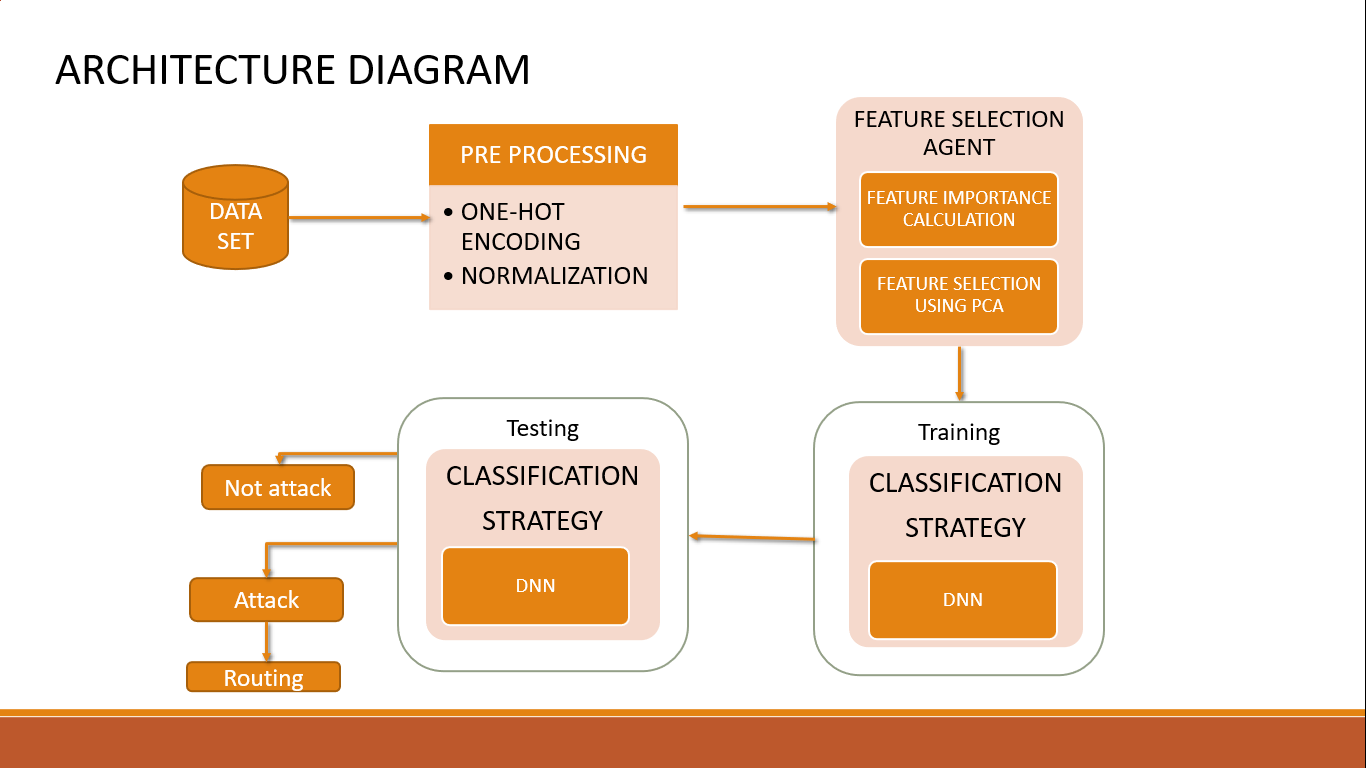 ARCHITECTURE DIAGRAM
DATA
SET
PRE PROCESSING
• ONE-HOT
ENCODING
• NORMALIZATION
FEATURE SELECTION
AGENT
FEATURE IMPORTANCE
CALCULATION
FEATURE SELECTION
USING PCA
Training
CLASSIFICATION
STRATEGY
DNN
Testing
CLASSIFICATION
STRATEGY
DNN
Not attack
Attack
Routing